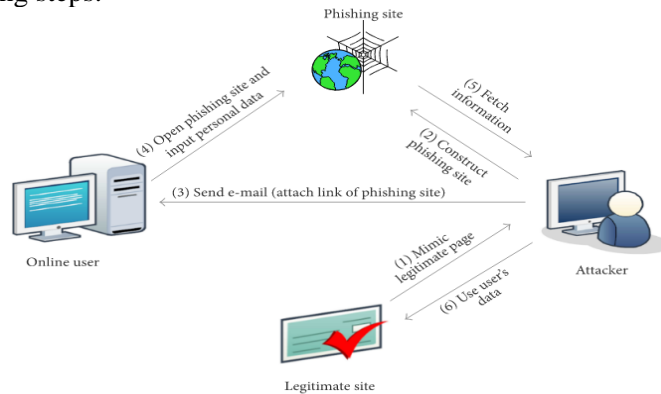 ng steps.
Phishing site
(4) Open phishing site and
input personal data
(5) Fetch
information
(2) Construct
phishing site
(3) Send e-mail (attach link of phishing site)
Online user
(1) Mimic
legitimate page
Attacker
(6) Use user's
data
Legitimate site